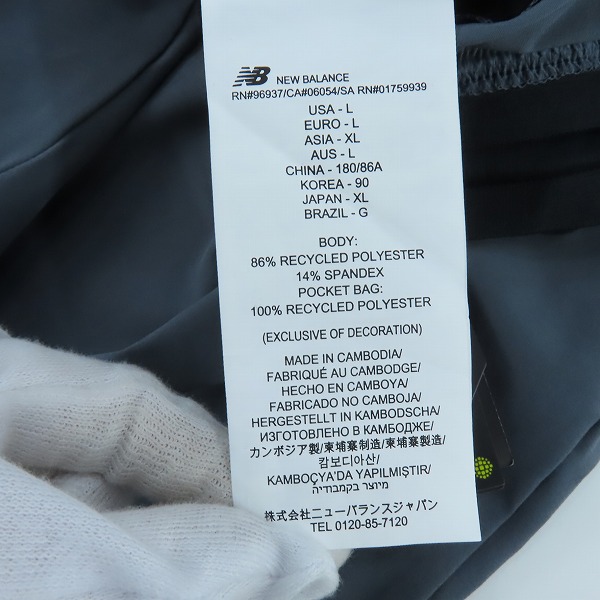 NB NEW BALANCE
RN#96937/CA#06054/SA RN#01759939
USA - L
EURO - L
ASIA - XL
AUS - L
CHINA - 180/86A
KOREA - 90
JAPAN - XL
BRAZIL - G
BODY:
86% RECYCLED POLYESTER
14% SPANDEX
POCKET BAG:
100% RECYCLED POLYESTER
(EXCLUSIVE OF DECORATION)
MADE IN CAMBODIA/
FABRIQUÉ AU CAMBODGE/
HECHO EN CAMBOYA/
FABRICADO NO CAMBOJA
HERGESTELLT IN KAMBODSCHA/
ИЗГОТОВЛЕНО В КАМБОДЖЕ/
カンボジア製/柬埔寨制造/柬埔寨製造/
캄보디아산/
KAMBOÇYA'DA YAPILMIŞTIR/
מיוצר בקמבודיה
株式会社ニューバランスジャパン
TEL 0120-85-7120